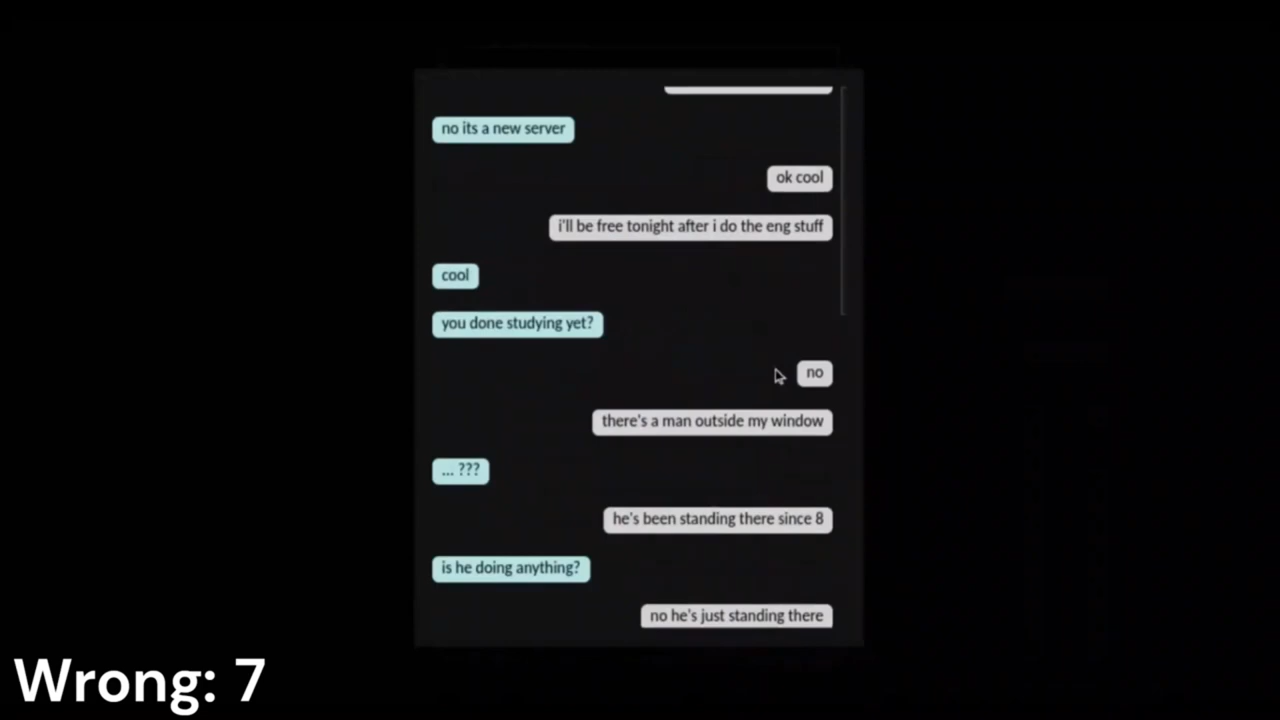 no its a new server
ok cool
i'll be free tonight after i do the eng stuff
cool
you done studying yet?
no
there's a man outside my window
... ???
he's been standing there since 8
is he doing anything?
no he's just standing there
Wrong: 7